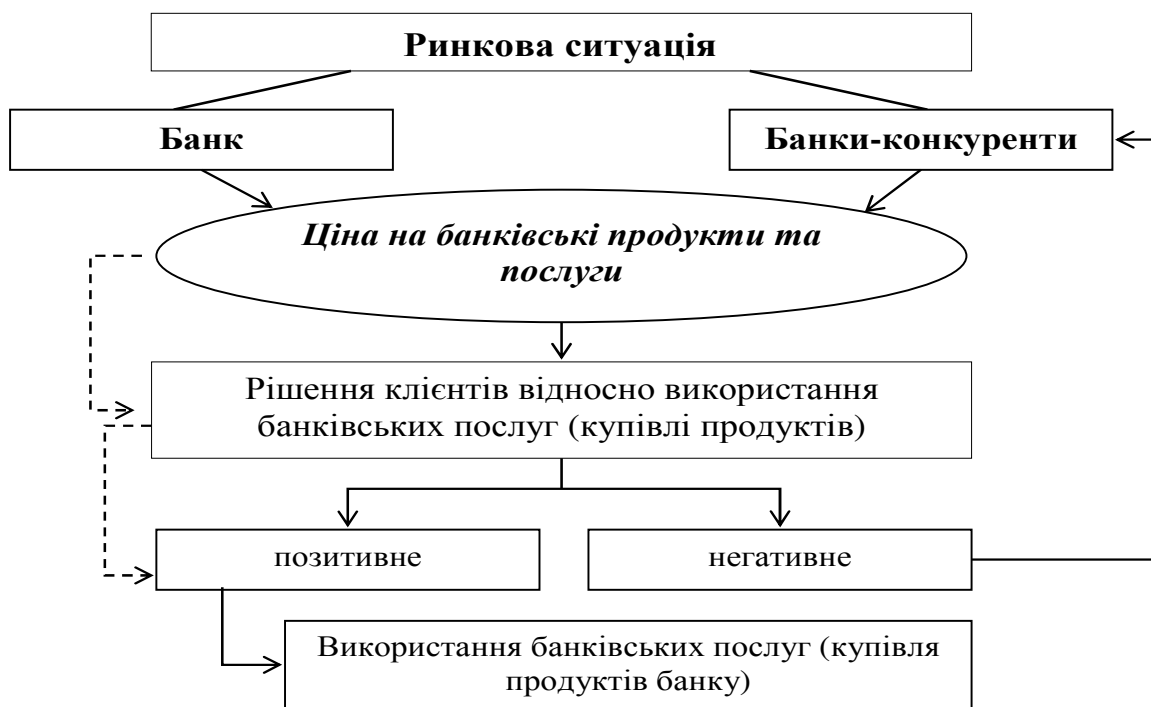 Ринкова ситуація
Банк
Банки-конкуренти
Ціна на банківські продукти та
послуги
Рішення клієнтів відносно використання
банківських послуг (купівлі продуктів)
позитивне
негативне
Використання банківських послуг (купівля
продуктів банку)